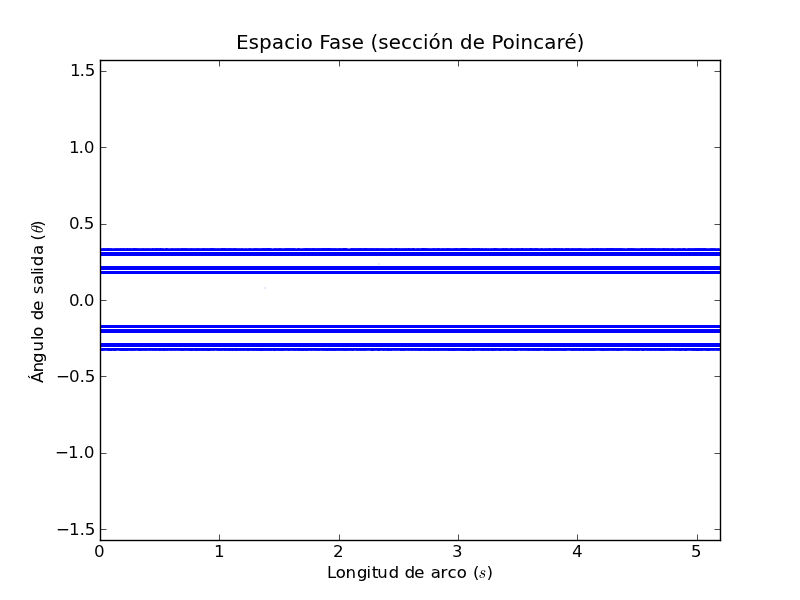 Espacio Fase (sección de Poincaré)
Ángulo de salida (θ)
1.5
1.0
0.5
0.0
−0.5
−1.0
−1.5
0 1 2 3 4 5
Longitud de arco (s)